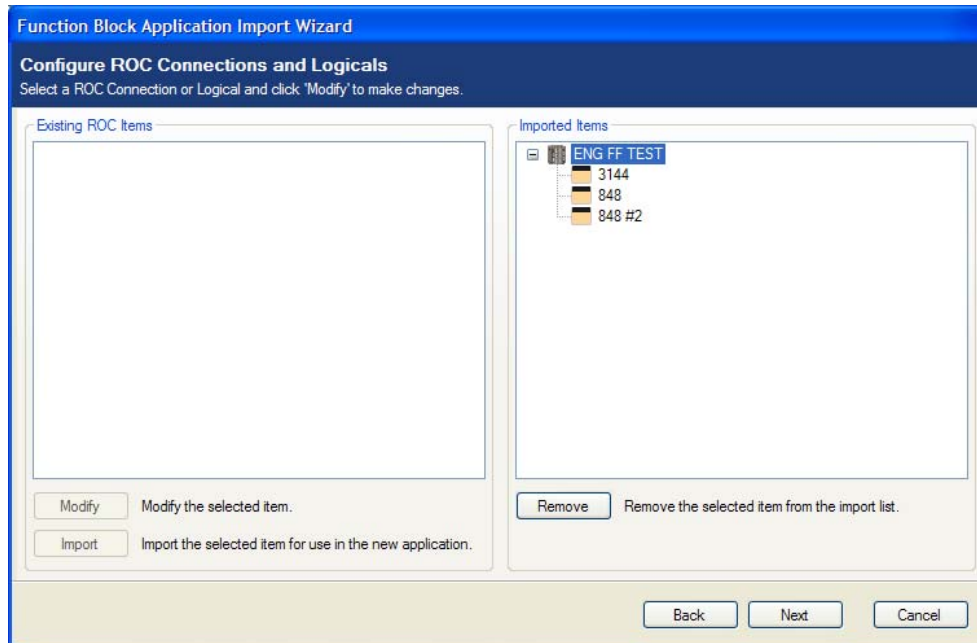 Function Block Application Import Wizard
Configure ROC Connections and Logicals
Select a ROC Connection or Logical and click 'Modify' to make changes.
Existing ROC Items
Modify Modify the selected item.
Import Import the selected item for use in the new application.
Imported Items
ENG FF TEST
3144
848
848 #2
Remove Remove the selected item from the import list.
Back Next Cancel